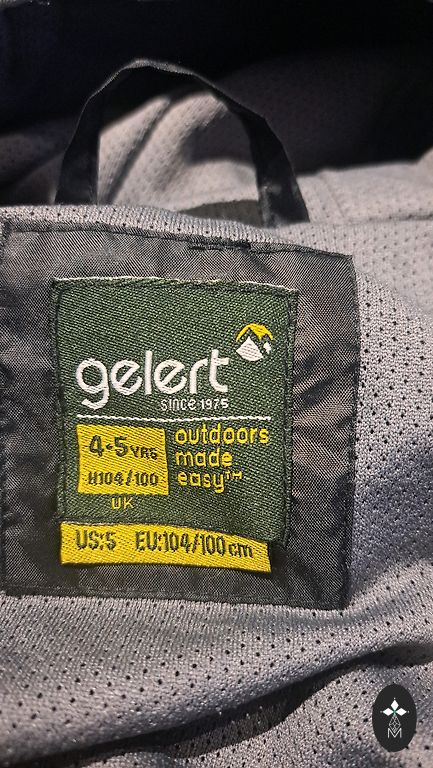 gelert
since 1975
4-5 YRS
H104/100
UK
outdoors
made
easy™
US:5 EU:104/100cm
M